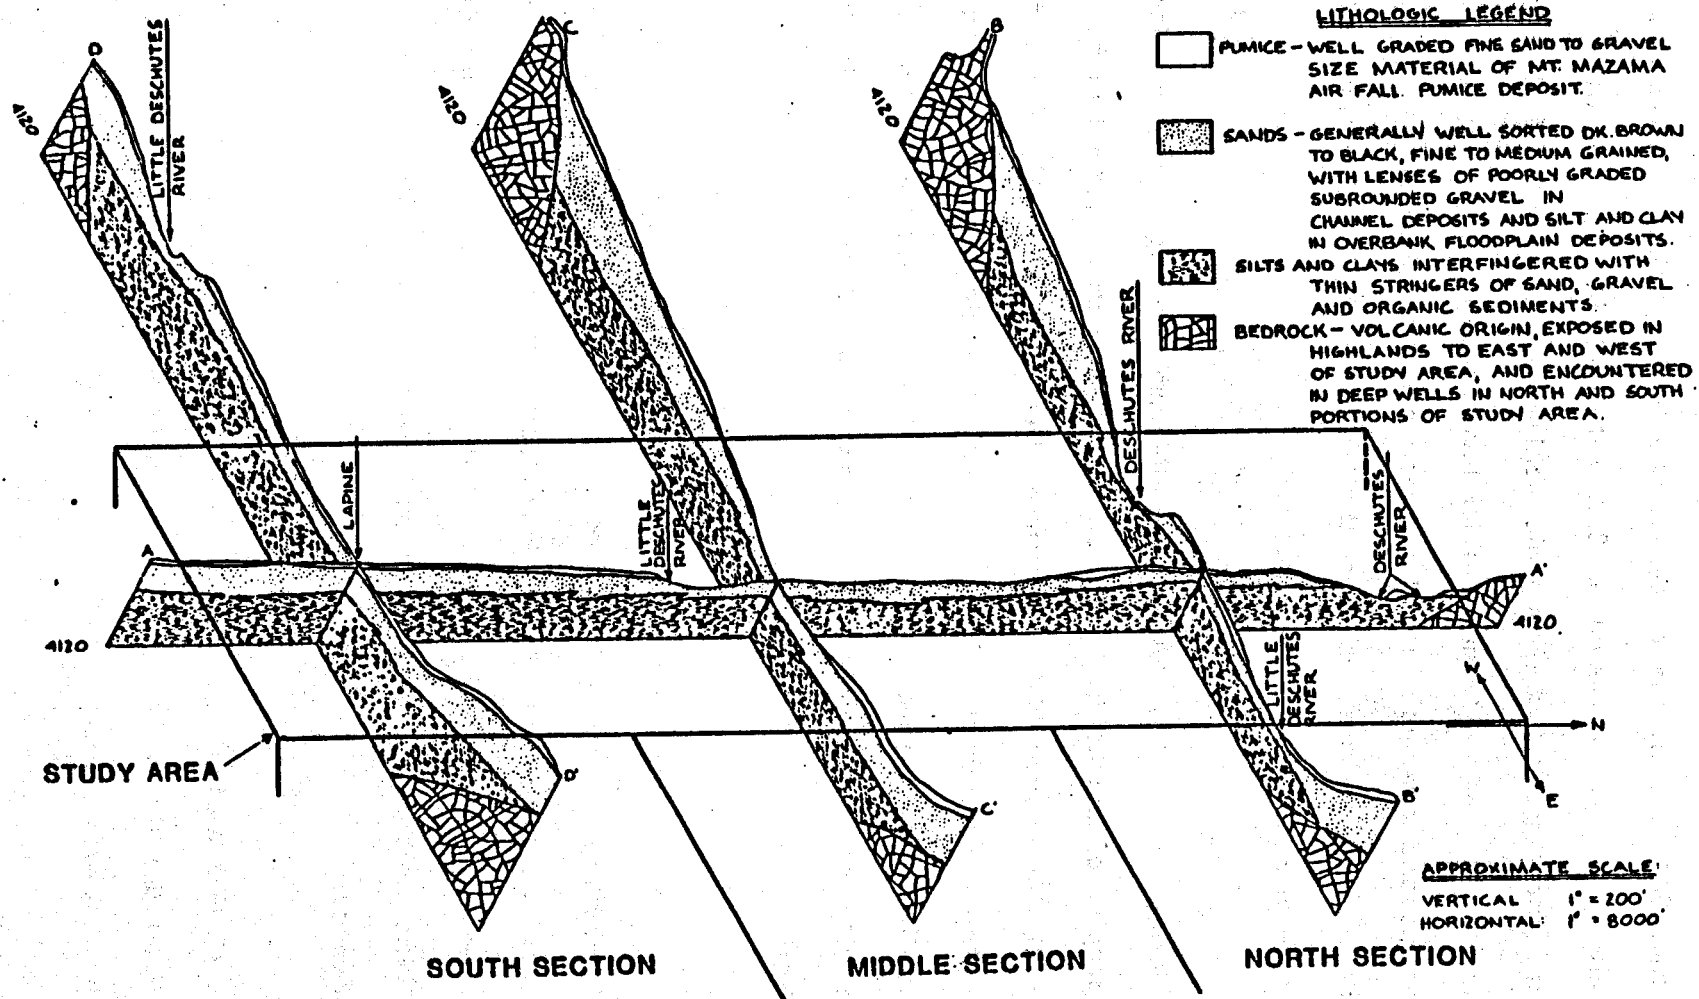 LITHOLOGIC LEGEND
PUMICE - WELL GRADED FINE SAND TO GRAVEL
SIZE MATERIAL OF MT. MAZAMA
AIR FALL PUMICE DEPOSIT.
SANDS - GENERALLY WELL SORTED DK. BROWN
TO BLACK, FINE TO MEDIUM GRAINED,
WITH LENSES OF POORLY GRADED
SUBROUNDED GRAVEL IN
CHANNEL DEPOSITS AND SILT AND CLAY
IN OVERBANK FLOODPLAIN DEPOSITS.
SILTS AND CLAYS INTERFINGERED WITH
THIN STRINGERS OF SAND, GRAVEL
AND ORGANIC SEDIMENTS.
BEDROCK - VOLCANIC ORIGIN, EXPOSED IN
HIGHLANDS TO EAST AND WEST
OF STUDY AREA, AND ENCOUNTERED
IN DEEP WELLS IN NORTH AND SOUTH
PORTIONS OF STUDY AREA.
D
C
B
4120
4120
4120
LITTLE DESCHUTES
RIVER
DESCHUTES RIVER
LAPINE
LITTLE
DESCHUTES
RIVER
DESCHUTES
RIVER
A
A'
4120
4120
LITTLE
DESCHUTES
RIVER
W
N
E
STUDY AREA
D'
C'
B'
APPROXIMATE SCALE:
VERTICAL 1" = 200'
HORIZONTAL: 1" = 8000'
SOUTH SECTION
MIDDLE SECTION
NORTH SECTION